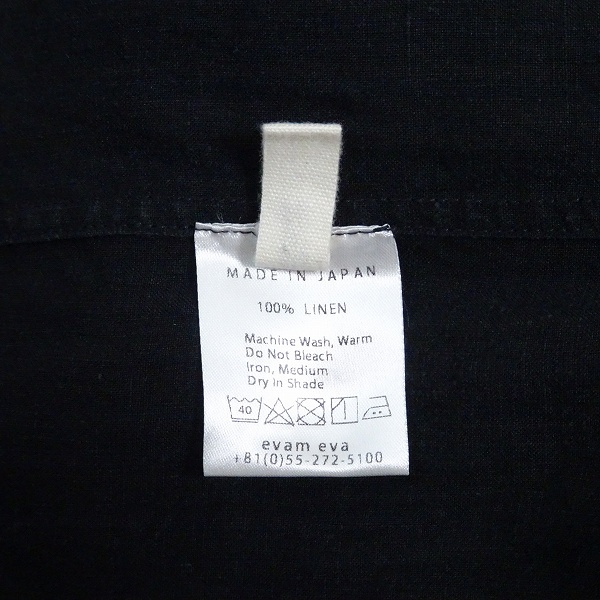 MADE IN JAPAN
100% LINEN
Machine Wash, Warm
Do Not Bleach
Iron, Medium
Dry In Shade
40
evam eva
+81(0)55-272-5100